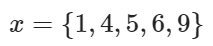 x = {1, 4, 5, 6, 9}